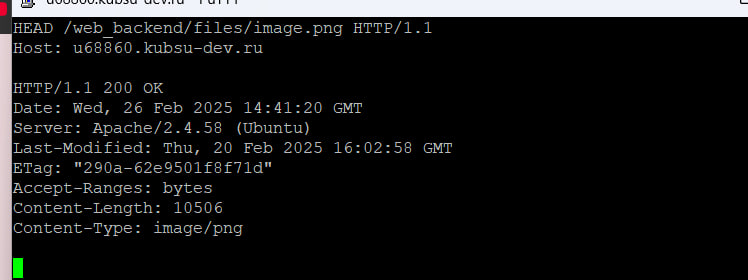 HEAD /web_backend/files/image.png HTTP/1.1
Host: u68860.kubsu-dev.ru
HTTP/1.1 200 OK
Date: Wed, 26 Feb 2025 14:41:20 GMT
Server: Apache/2.4.58 (Ubuntu)
Last-Modified: Thu, 20 Feb 2025 16:02:58 GMT
ETag: "290a-62e9501f8f71d"
Accept-Ranges: bytes
Content-Length: 10506
Content-Type: image/png